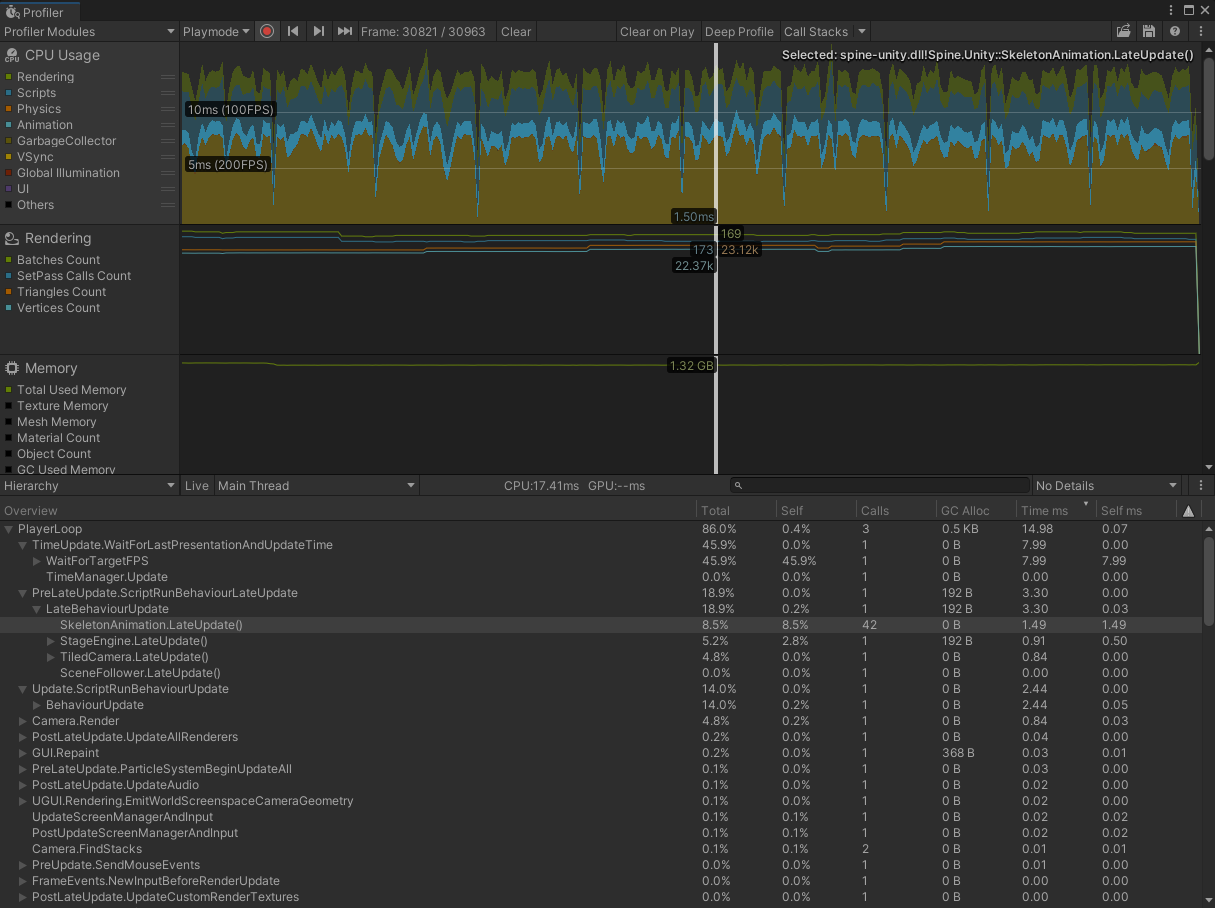 Profiler
Profiler Modules Playmode Frame: 30821 / 30963 Clear Clear on Play Deep Profile Call Stacks
CPU Usage
Rendering
Scripts
Physics
Animation
GarbageCollector
VSync
Global Illumination
UI
Others
Selected: spine-unity.dll!Spine.Unity::SkeletonAnimation.LateUpdate()
10ms (100FPS)
5ms (200FPS)
1.50ms
Rendering
Batches Count
SetPass Calls Count
Triangles Count
Vertices Count
169
173 23.12k
22.37k
Memory
Total Used Memory
Texture Memory
Mesh Memory
Material Count
Object Count
GC Used Memory
1.32 GB
Hierarchy Live Main Thread CPU:17.41ms GPU:--ms No Details
Overview Total Self Calls GC Alloc Time ms Self ms
PlayerLoop 86.0% 0.4% 3 0.5 KB 14.98 0.07
TimeUpdate.WaitForLastPresentationAndUpdateTime 45.9% 0.0% 1 0 B 7.99 0.00
WaitForTargetFPS 45.9% 45.9% 1 0 B 7.99 7.99
TimeManager.Update 0.0% 0.0% 1 0 B 0.00 0.00
PreLateUpdate.ScriptRunBehaviourLateUpdate 18.9% 0.0% 1 192 B 3.30 0.00
LateBehaviourUpdate 18.9% 0.2% 1 192 B 3.30 0.03
SkeletonAnimation.LateUpdate() 8.5% 8.5% 42 0 B 1.49 1.49
StageEngine.LateUpdate() 5.2% 2.8% 1 192 B 0.91 0.50
TiledCamera.LateUpdate() 4.8% 0.0% 1 0 B 0.84 0.00
SceneFollower.LateUpdate() 0.0% 0.0% 1 0 B 0.00 0.00
Update.ScriptRunBehaviourUpdate 14.0% 0.0% 1 0 B 2.44 0.00
BehaviourUpdate 14.0% 0.2% 1 0 B 2.44 0.05
Camera.Render 4.8% 0.2% 1 0 B 0.84 0.03
PostLateUpdate.UpdateAllRenderers 0.2% 0.0% 1 0 B 0.04 0.00
GUI.Repaint 0.2% 0.0% 1 368 B 0.03 0.01
PreLateUpdate.ParticleSystemBeginUpdateAll 0.1% 0.0% 1 0 B 0.03 0.00
PostLateUpdate.UpdateAudio 0.1% 0.0% 1 0 B 0.02 0.00
UGUI.Rendering.EmitWorldScreenspaceCameraGeometry 0.1% 0.0% 1 0 B 0.02 0.00
UpdateScreenManagerAndInput 0.1% 0.1% 1 0 B 0.02 0.02
PostUpdateScreenManagerAndInput 0.1% 0.1% 1 0 B 0.02 0.02
Camera.FindStacks 0.1% 0.1% 2 0 B 0.01 0.01
PreUpdate.SendMouseEvents 0.0% 0.0% 1 0 B 0.01 0.00
FrameEvents.NewInputBeforeRenderUpdate 0.0% 0.0% 1 0 B 0.00 0.00
PostLateUpdate.UpdateCustomRenderTextures 0.0% 0.0% 1 0 B 0.00 0.00